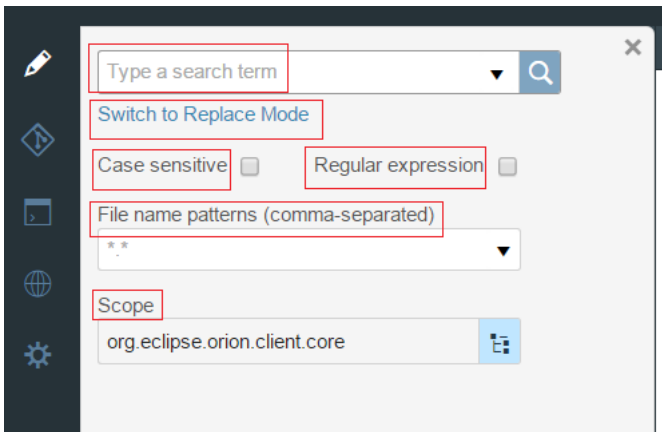 Type a search term
Switch to Replace Mode
Case sensitive Regular expression
File name patterns (comma-separated)
*.*
Scope
org.eclipse.orion.client.core